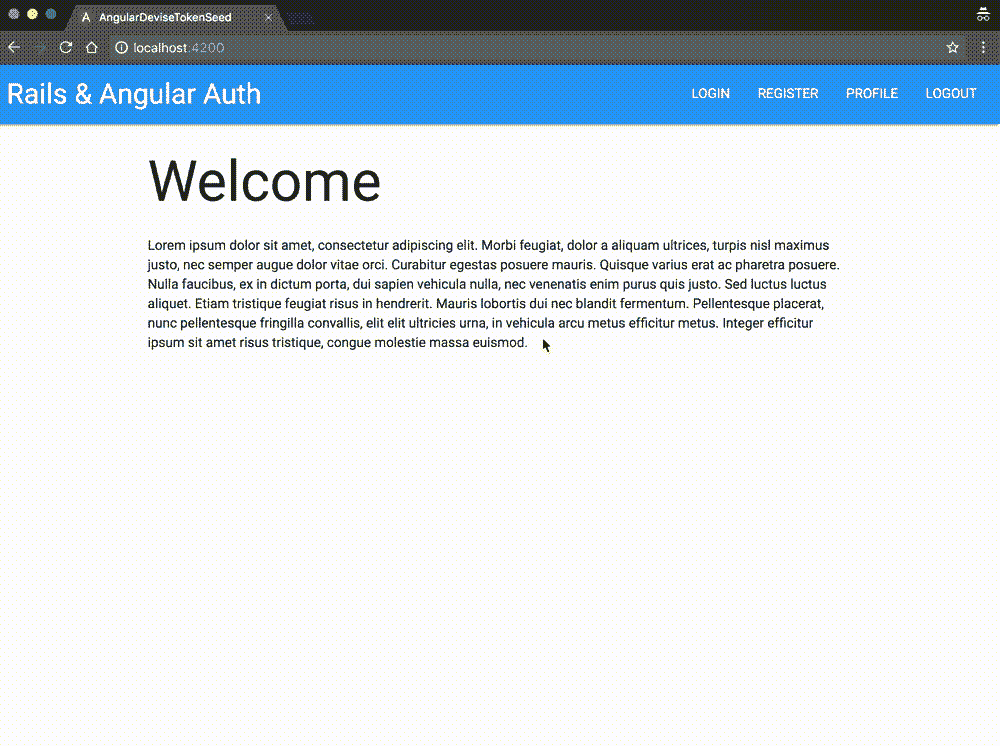 A AngularDeviseTokenSeed
localhost:4200
Rails & Angular Auth
LOGIN REGISTER PROFILE LOGOUT
Welcome
Lorem ipsum dolor sit amet, consectetur adipiscing elit. Morbi feugiat, dolor a aliquam ultrices, turpis nisl maximus
justo, nec semper augue dolor vitae orci. Curabitur egestas posuere mauris. Quisque varius erat ac pharetra posuere.
Nulla faucibus, ex in dictum porta, dui sapien vehicula nulla, nec venenatis enim purus quis justo. Sed luctus luctus
aliquet. Etiam tristique feugiat risus in hendrerit. Mauris lobortis dui nec blandit fermentum. Pellentesque placerat,
nunc pellentesque fringilla convallis, elit elit ultricies urna, in vehicula arcu metus efficitur metus. Integer efficitur
ipsum sit amet risus tristique, congue molestie massa euismod.